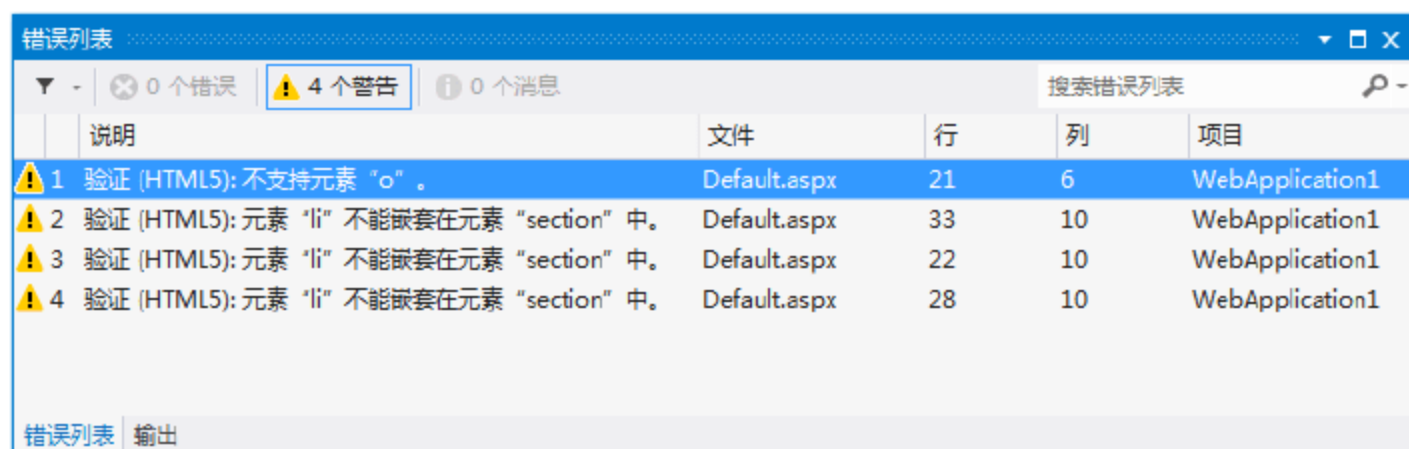 错误列表
0 个错误 4 个警告 0 个消息 搜索错误列表
说明 文件 行 列 项目
1 验证 (HTML5): 不支持元素“o”。 Default.aspx 21 6 WebApplication1
2 验证 (HTML5): 元素“li”不能嵌套在元素“section”中。 Default.aspx 33 10 WebApplication1
3 验证 (HTML5): 元素“li”不能嵌套在元素“section”中。 Default.aspx 22 10 WebApplication1
4 验证 (HTML5): 元素“li”不能嵌套在元素“section”中。 Default.aspx 28 10 WebApplication1
错误列表 输出